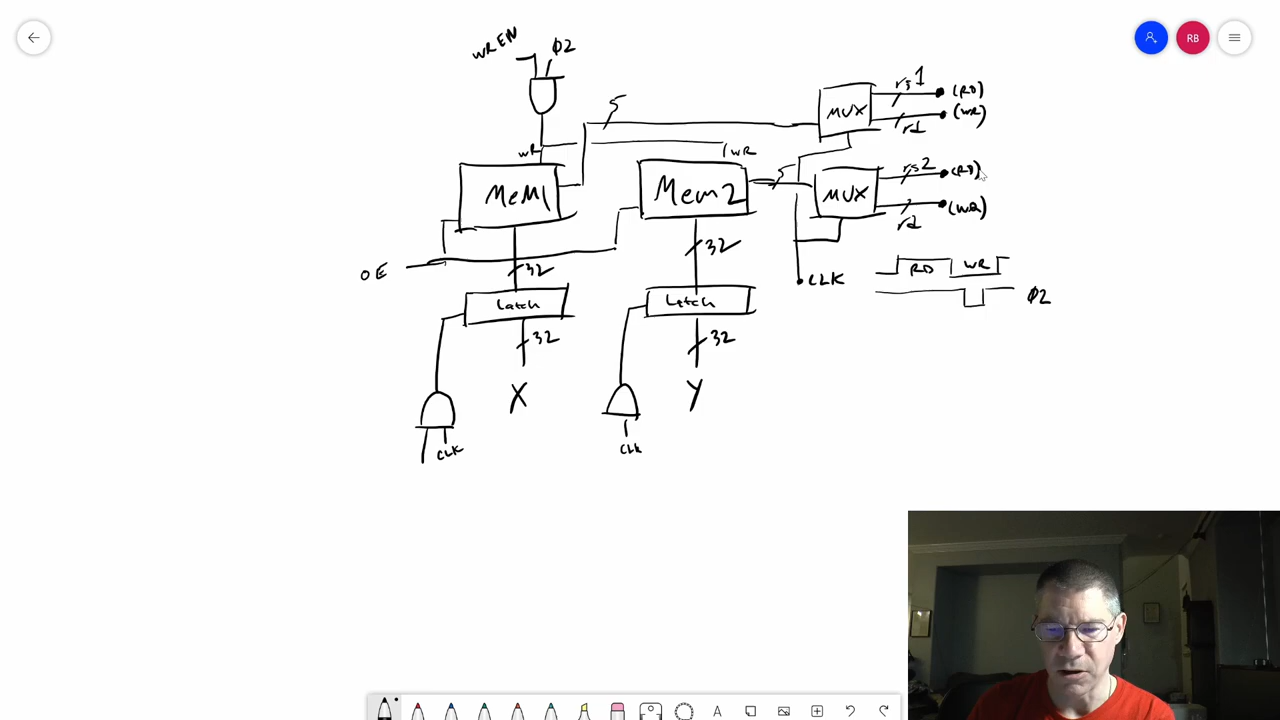 WREN
Φ2
RB
rs1
(RD)
MUX
(WR)
rd
5
WR
WR
MeM1
Mem2
5
MUX
rs2
(RD)
(WR)
rd
OE
32
32
CLK
RD
WR
Φ2
Latch
Latch
32
32
X
Y
CLK
CLK
A